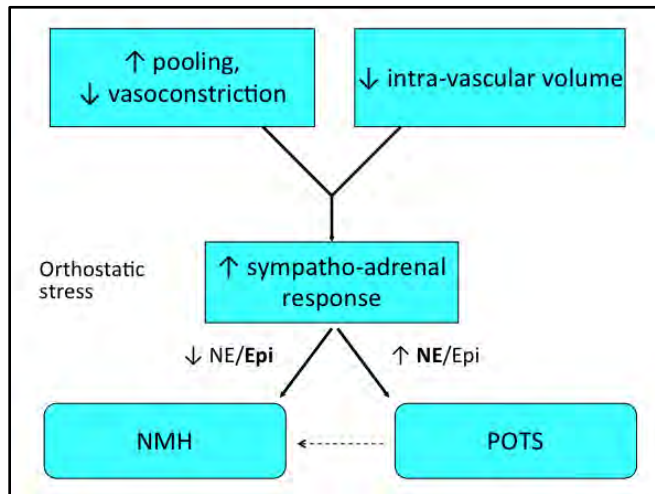 ↑ pooling,
↓ vasoconstriction
↓ intra-vascular volume
Orthostatic
stress
↑ sympatho-adrenal
response
↓ NE/Epi
↑ NE/Epi
NMH
POTS